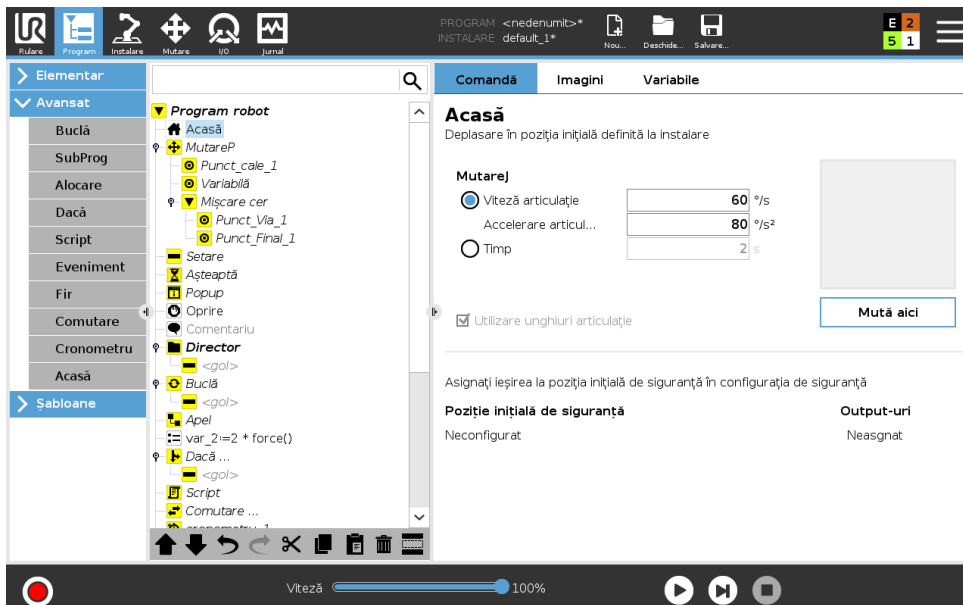 PROGRAM <nedenumit>*
INSTALARE default_1*
Rulare
Program
Instalare
Mutare
I/O
Jurnal
Nou...
Deschide...
Salvare...
E 2
5 1
Elementar
Avansat
Buclă
SubProg
Alocare
Dacă
Script
Eveniment
Fir
Comutare
Cronometru
Acasă
Șabloane
Program robot
Acasă
MutareP
Punct_cale_1
Variabilă
Mișcare cer
Punct_Via_1
Punct_Final_1
Setare
Așteaptă
Popup
Oprire
Comentariu
Director
<gol>
Buclă
<gol>
Apel
var_2:=2 * force()
Dacă ...
<gol>
Script
Comutare ...
Comandă
Imagini
Variabile
Acasă
Deplasare în poziția inițială definită la instalare
MutareJ
Viteză articulație 60 °/s
Accelerare articul... 80 °/s²
Timp 2 s
Mută aici
Utilizare unghiuri articulație
Asignați ieșirea la poziția inițială de siguranță în configurația de siguranță
Poziție inițială de siguranță
Output-uri
Neconfigurat
Neasgnat
Viteză
100%